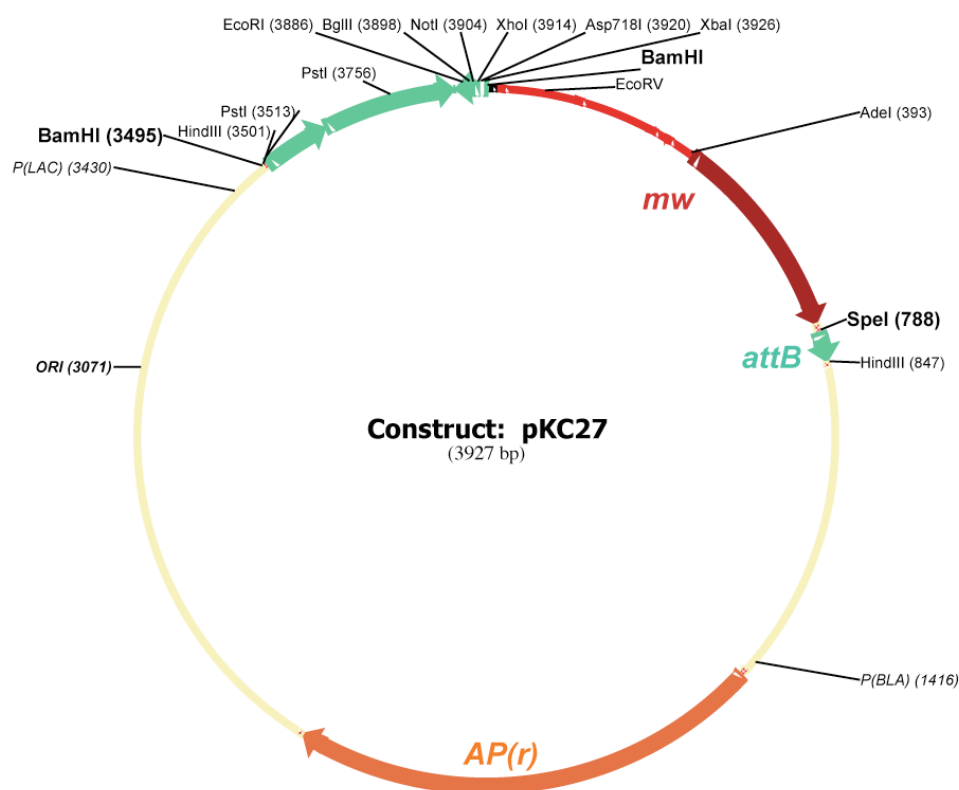 EcoRI (3886)
BglII (3898)
NotI (3904)
XhoI (3914)
Asp718I (3920)
XbaI (3926)
BamHI
EcoRV
PstI (3756)
PstI (3513)
HindIII (3501)
BamHI (3495)
P(LAC) (3430)
AdeI (393)
mw
SpeI (788)
attB
HindIII (847)
ORI (3071)
Construct: pKC27
(3927 bp)
P(BLA) (1416)
AP(r)